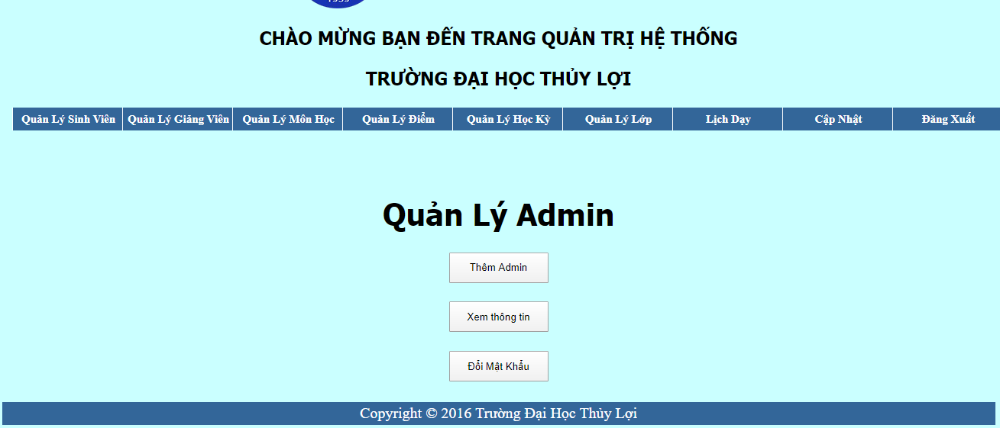 1959
CHÀO MỪNG BẠN ĐẾN TRANG QUẢN TRỊ HỆ THỐNG
TRƯỜNG ĐẠI HỌC THỦY LỢI
Quản Lý Sinh Viên Quản Lý Giảng Viên Quản Lý Môn Học Quản Lý Điểm Quản Lý Học Kỳ Quản Lý Lớp Lịch Dạy Cập Nhật Đăng Xuất
Quản Lý Admin
Thêm Admin
Xem thông tin
Đổi Mật Khẩu
Copyright © 2016 Trường Đại Học Thủy Lợi